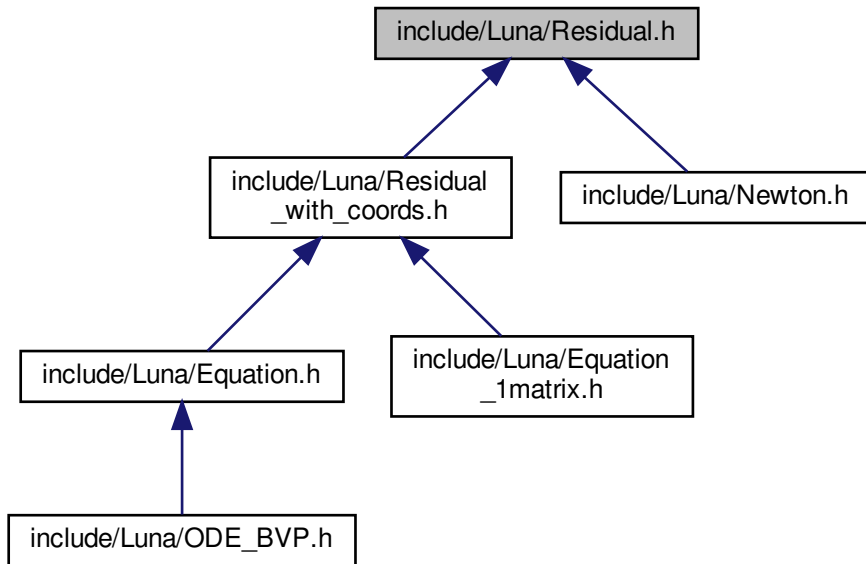 include/Luna/Residual.h
include/Luna/Residual
_with_coords.h
include/Luna/Newton.h
include/Luna/Equation.h
include/Luna/Equation
_1matrix.h
include/Luna/ODE_BVP.h